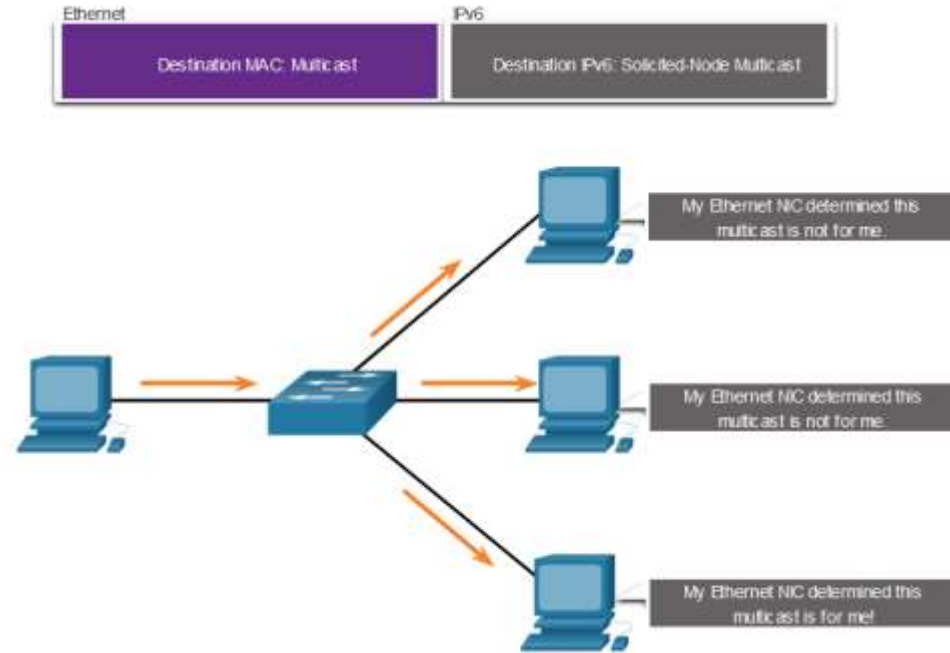 Ethernet
IPv6
Destination MAC: Multicast
Destination IPv6: Solicited-Node Multicast
My Ethernet NIC determined this
multicast is not for me.
My Ethernet NIC determined this
multicast is not for me.
My Ethernet NIC determined this
multicast is for me!